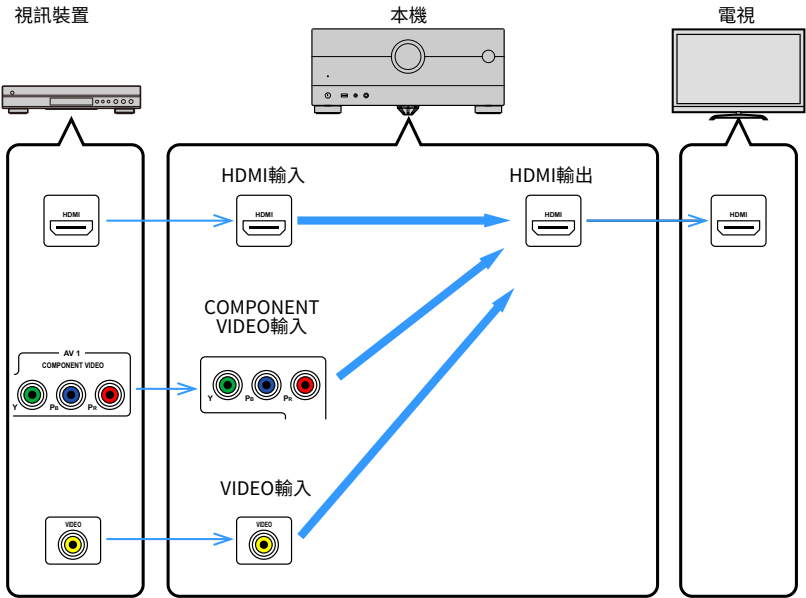 視訊裝置
本機
電視
HDMI輸入
HDMI輸出
HDMI
HDMI
HDMI
HDMI
COMPONENT
VIDEO輸入
AV 1
COMPONENT VIDEO
Y
PB
PR
Y
PB
PR
VIDEO輸入
VIDEO
VIDEO